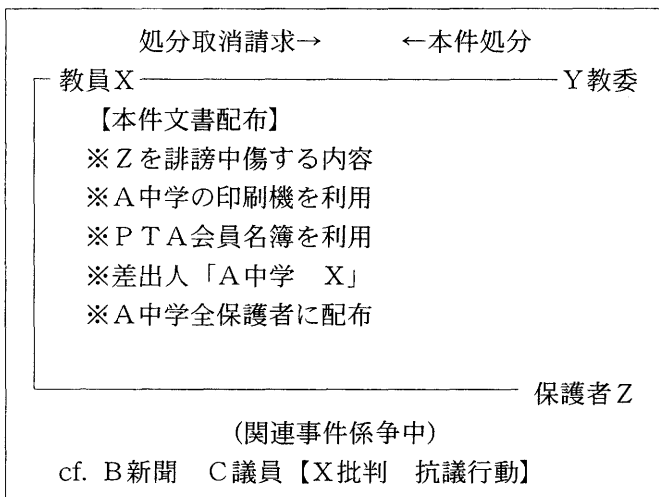 処分取消請求→　　←本件処分
教員X　　Y教委
【本件文書配布】
※Zを誹謗中傷する内容
※A中学の印刷機を利用
※PTA会員名簿を利用
※差出人「A中学　X」
※A中学全保護者に配布
保護者Z
(関連事件係争中)
cf. B新聞　C議員【X批判　抗議行動】